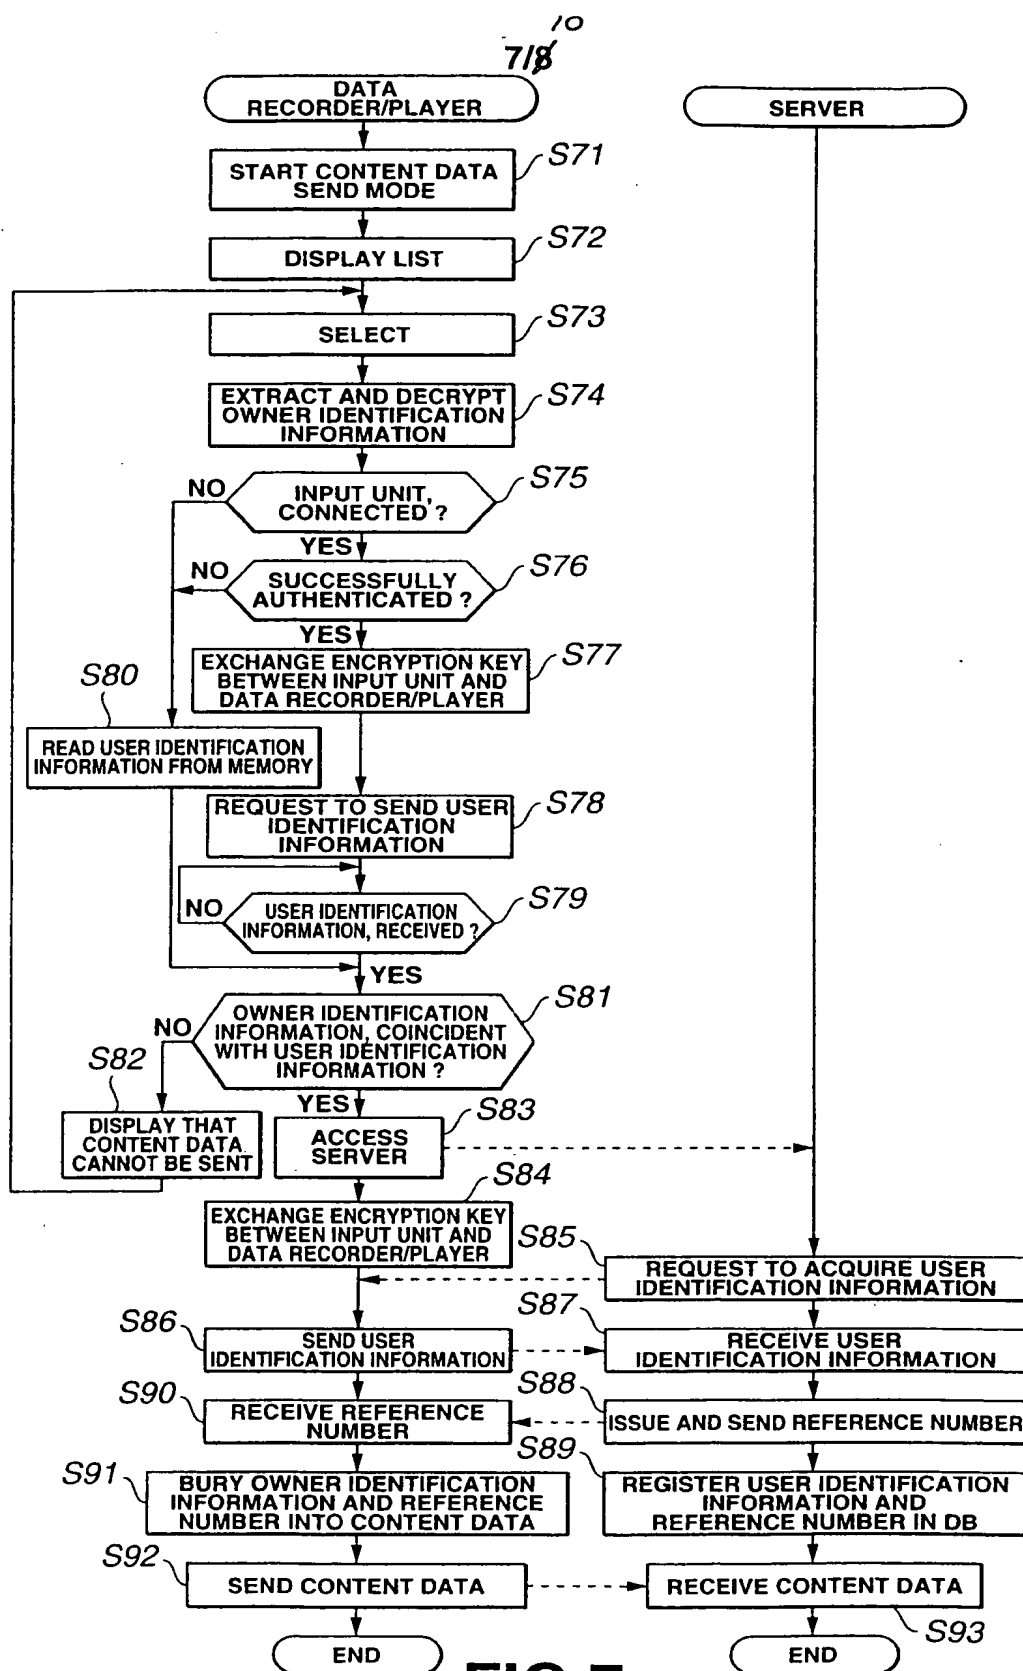 10
7/8
DATA
RECORDER/PLAYER
SERVER
S71
START CONTENT DATA
SEND MODE
S72
DISPLAY LIST
S73
SELECT
S74
EXTRACT AND DECRYPT
OWNER IDENTIFICATION
INFORMATION
S75
NO
INPUT UNIT,
CONNECTED ?
YES
S76
NO
SUCCESSFULLY
AUTHENTICATED ?
YES
S77
EXCHANGE ENCRYPTION KEY
BETWEEN INPUT UNIT AND
DATA RECORDER/PLAYER
S80
READ USER IDENTIFICATION
INFORMATION FROM MEMORY
S78
REQUEST TO SEND USER
IDENTIFICATION
INFORMATION
S79
NO
USER IDENTIFICATION
INFORMATION, RECEIVED ?
YES
S81
OWNER IDENTIFICATION
INFORMATION, COINCIDENT
WITH USER IDENTIFICATION
INFORMATION ?
NO
S82
YES
DISPLAY THAT
CONTENT DATA
CANNOT BE SENT
S83
ACCESS
SERVER
S84
EXCHANGE ENCRYPTION KEY
BETWEEN INPUT UNIT AND
DATA RECORDER/PLAYER
S85
REQUEST TO ACQUIRE USER
IDENTIFICATION INFORMATION
S86
SEND USER
IDENTIFICATION INFORMATION
S87
RECEIVE USER
IDENTIFICATION INFORMATION
S90
RECEIVE REFERENCE
NUMBER
S88
ISSUE AND SEND REFERENCE NUMBER
S91
BURY OWNER IDENTIFICATION
INFORMATION AND REFERENCE
NUMBER INTO CONTENT DATA
S89
REGISTER USER IDENTIFICATION
INFORMATION AND
REFERENCE NUMBER IN DB
S92
SEND CONTENT DATA
RECEIVE CONTENT DATA
S93
END
END